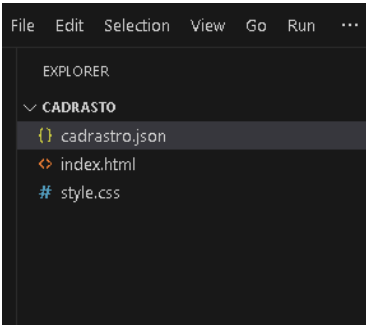 File Edit Selection View Go Run ...
EXPLORER
CADRASTO
{} cadrastro.json
<> index.html
# style.css